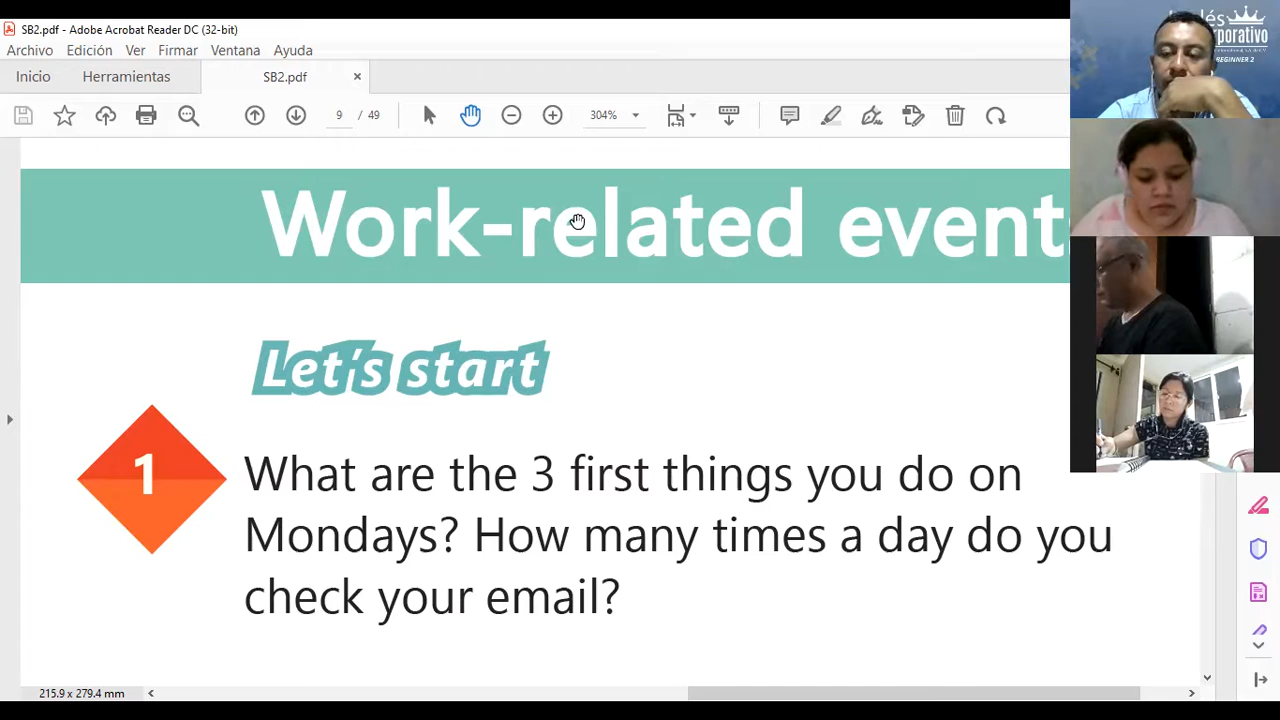 SB2.pdf - Adobe Acrobat Reader DC (32-bit)
Archivo Edición Ver Firmar Ventana Ayuda
Inicio Herramientas SB2.pdf ×
9 / 49 304%
Work-related event
Let's start
1
What are the 3 first things you do on
Mondays? How many times a day do you
check your email?
215.9 x 279.4 mm
BEGINNER 2